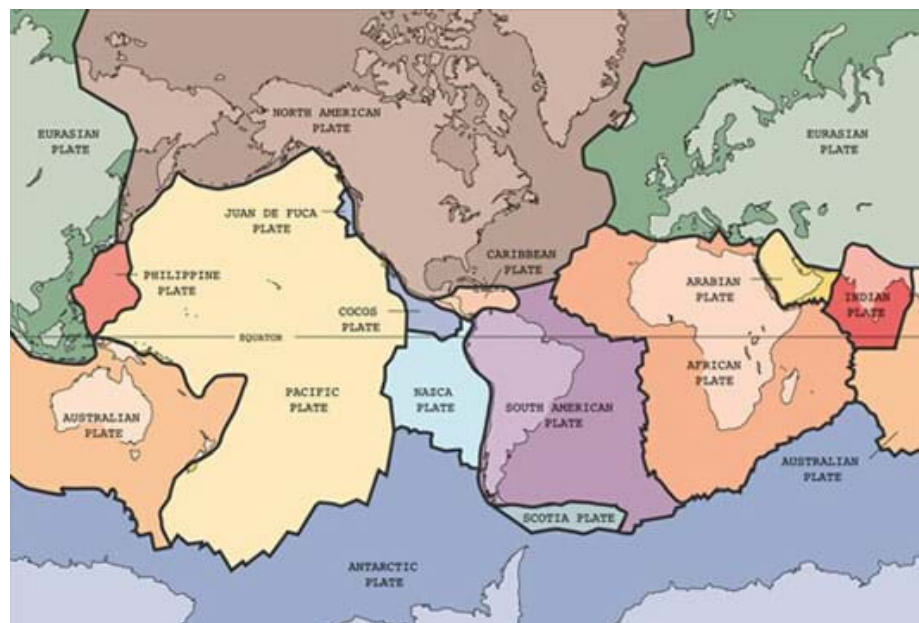 NORTH AMERICAN
PLATE
EURASIAN
PLATE
EURASIAN
PLATE
JUAN DE FUCA
PLATE
CARIBBEAN
PLATE
PHILIPPINE
PLATE
ARABIAN
PLATE
INDIAN
PLATE
COCOS
PLATE
EQUATOR
AFRICAN
PLATE
PACIFIC
PLATE
NAZCA
PLATE
SOUTH AMERICAN
PLATE
AUSTRALIAN
PLATE
AUSTRALIAN
PLATE
SCOTIA PLATE
ANTARCTIC
PLATE